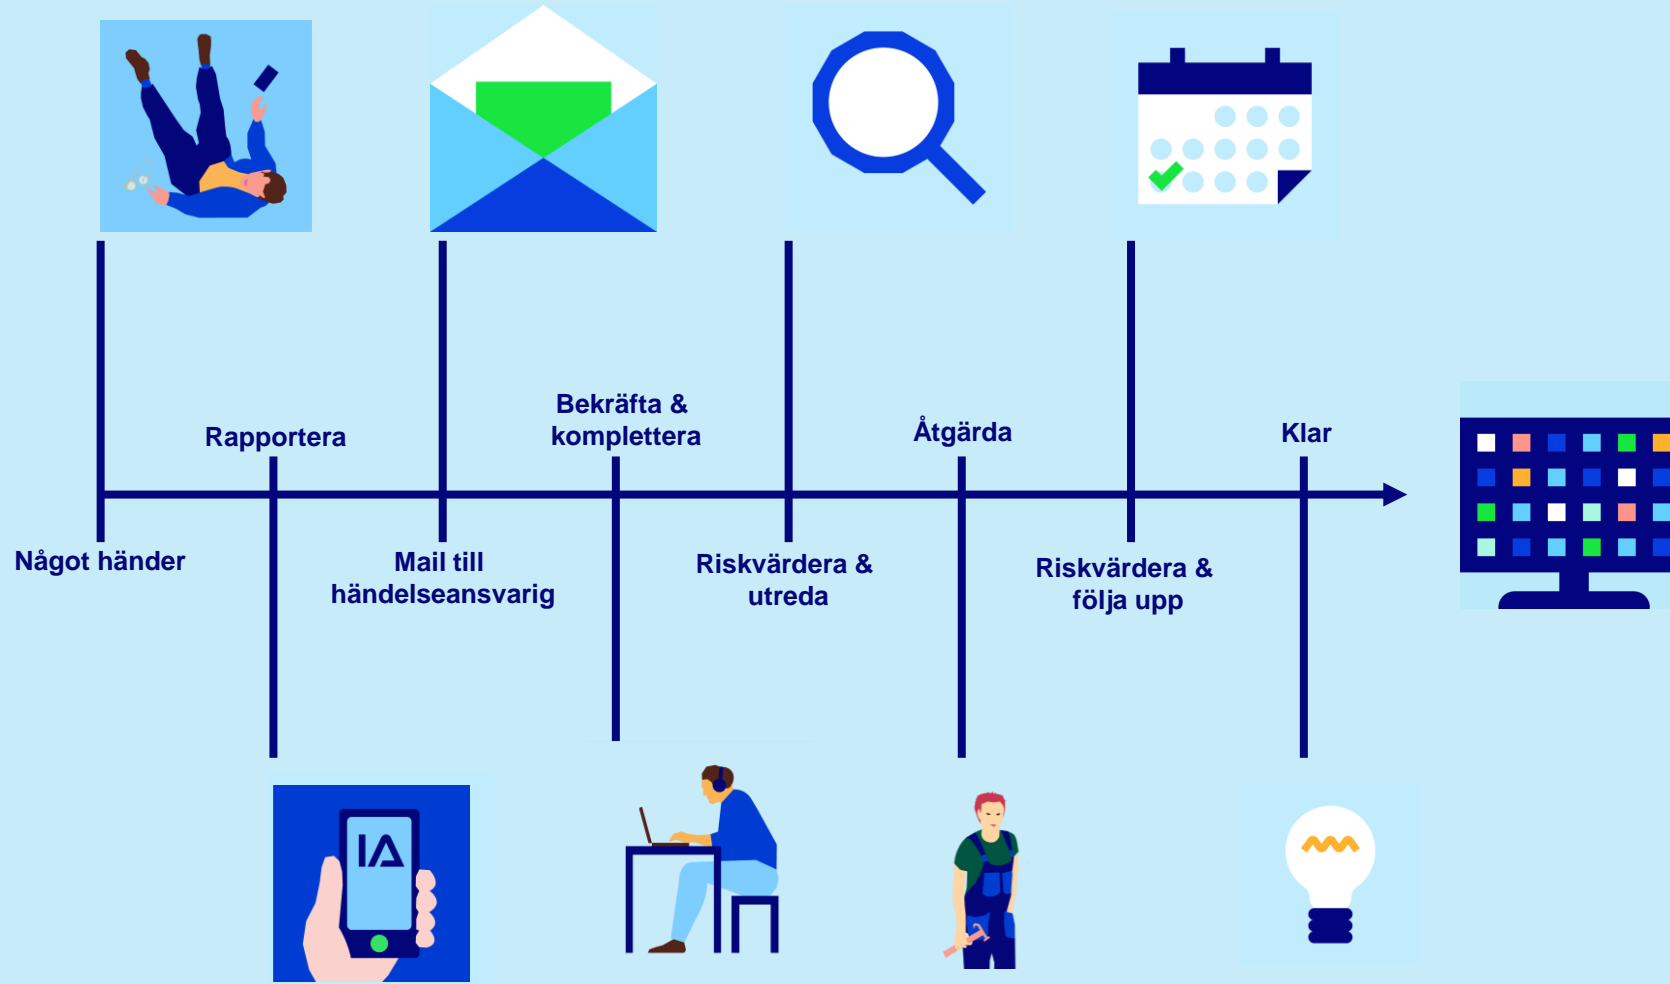 Något händer
Rapportera
Mail till
händelseansvarig
Bekräfta &
komplettera
Riskvärdera &
utreda
Åtgärda
Riskvärdera &
följa upp
Klar
IA